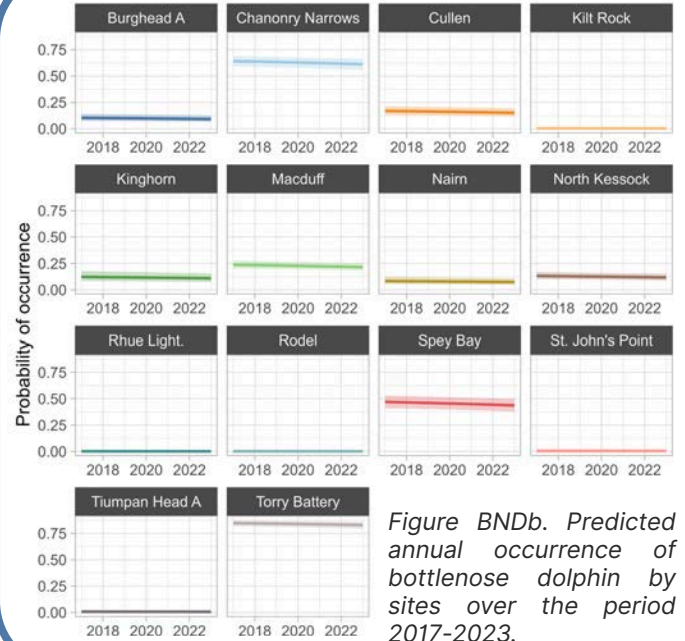 Burghead A Chanonry Narrows Cullen Kilt Rock
0.75
0.50
0.25
0.00
2018 2020 2022 2018 2020 2022 2018 2020 2022 2018 2020 2022
Kinghorn Macduff Nairn North Kessock
0.75
0.50
0.25
0.00
2018 2020 2022 2018 2020 2022 2018 2020 2022 2018 2020 2022
Probability of occurrence
Rhue Light. Rodel Spey Bay St. John's Point
0.75
0.50
0.25
0.00
2018 2020 2022 2018 2020 2022 2018 2020 2022 2018 2020 2022
Tiumpan Head A Torry Battery
0.75
0.50
0.25
0.00
2018 2020 2022 2018 2020 2022
Figure BNDb. Predicted
annual occurrence of
bottlenose dolphin by
sites over the period
2017-2023.